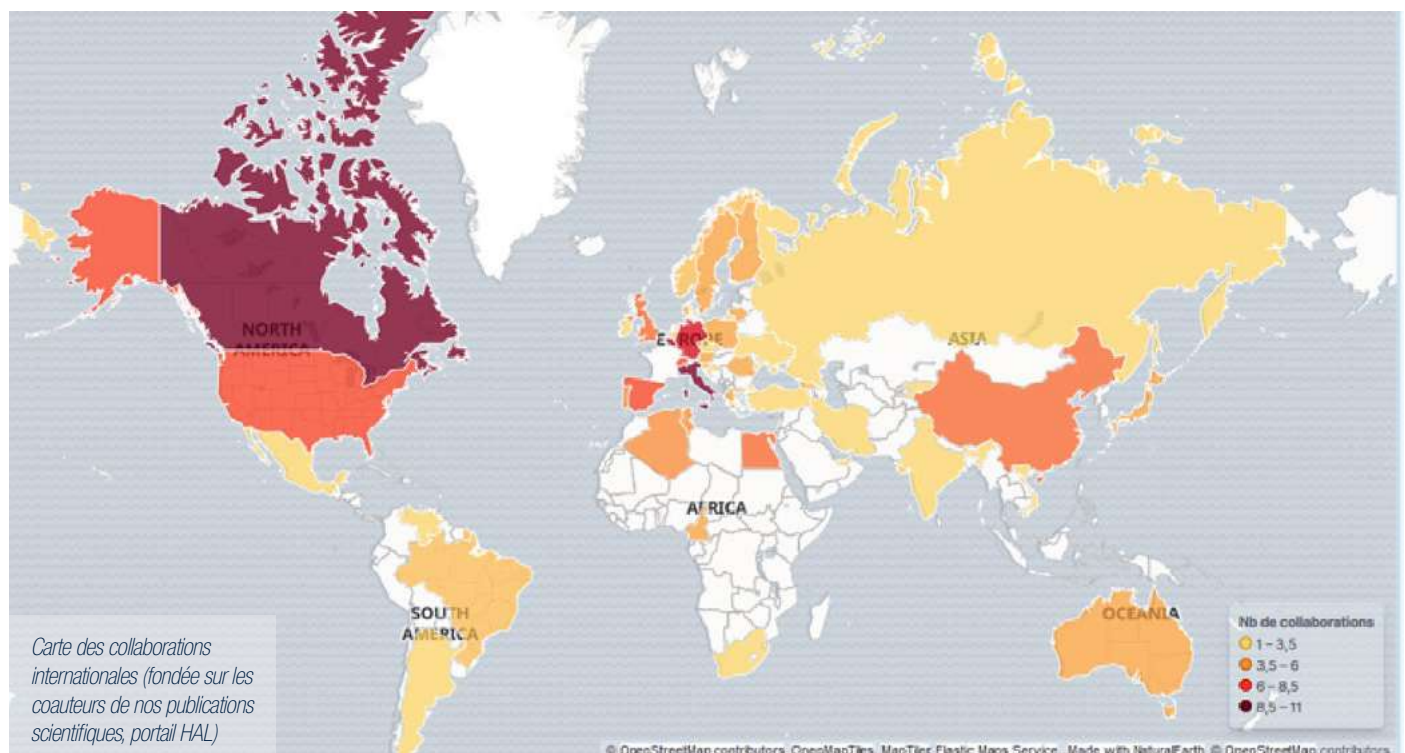 NORTH
AMERICA
EUROPE
ASIA
AFRICA
SOUTH
AMERICA
OCEANIA
Nb de collaborations
1 – 3,5
3,5 – 6
6 – 8,5
8,5 – 11
Carte des collaborations
internationales (fondée sur les
coauteurs de nos publications
scientifiques, portail HAL)
© OpenStreetMap contributors, OpenMapTiles, MapTiler, Elastic Maps Service, Made with NaturalEarth, © OpenStreetMap contributors